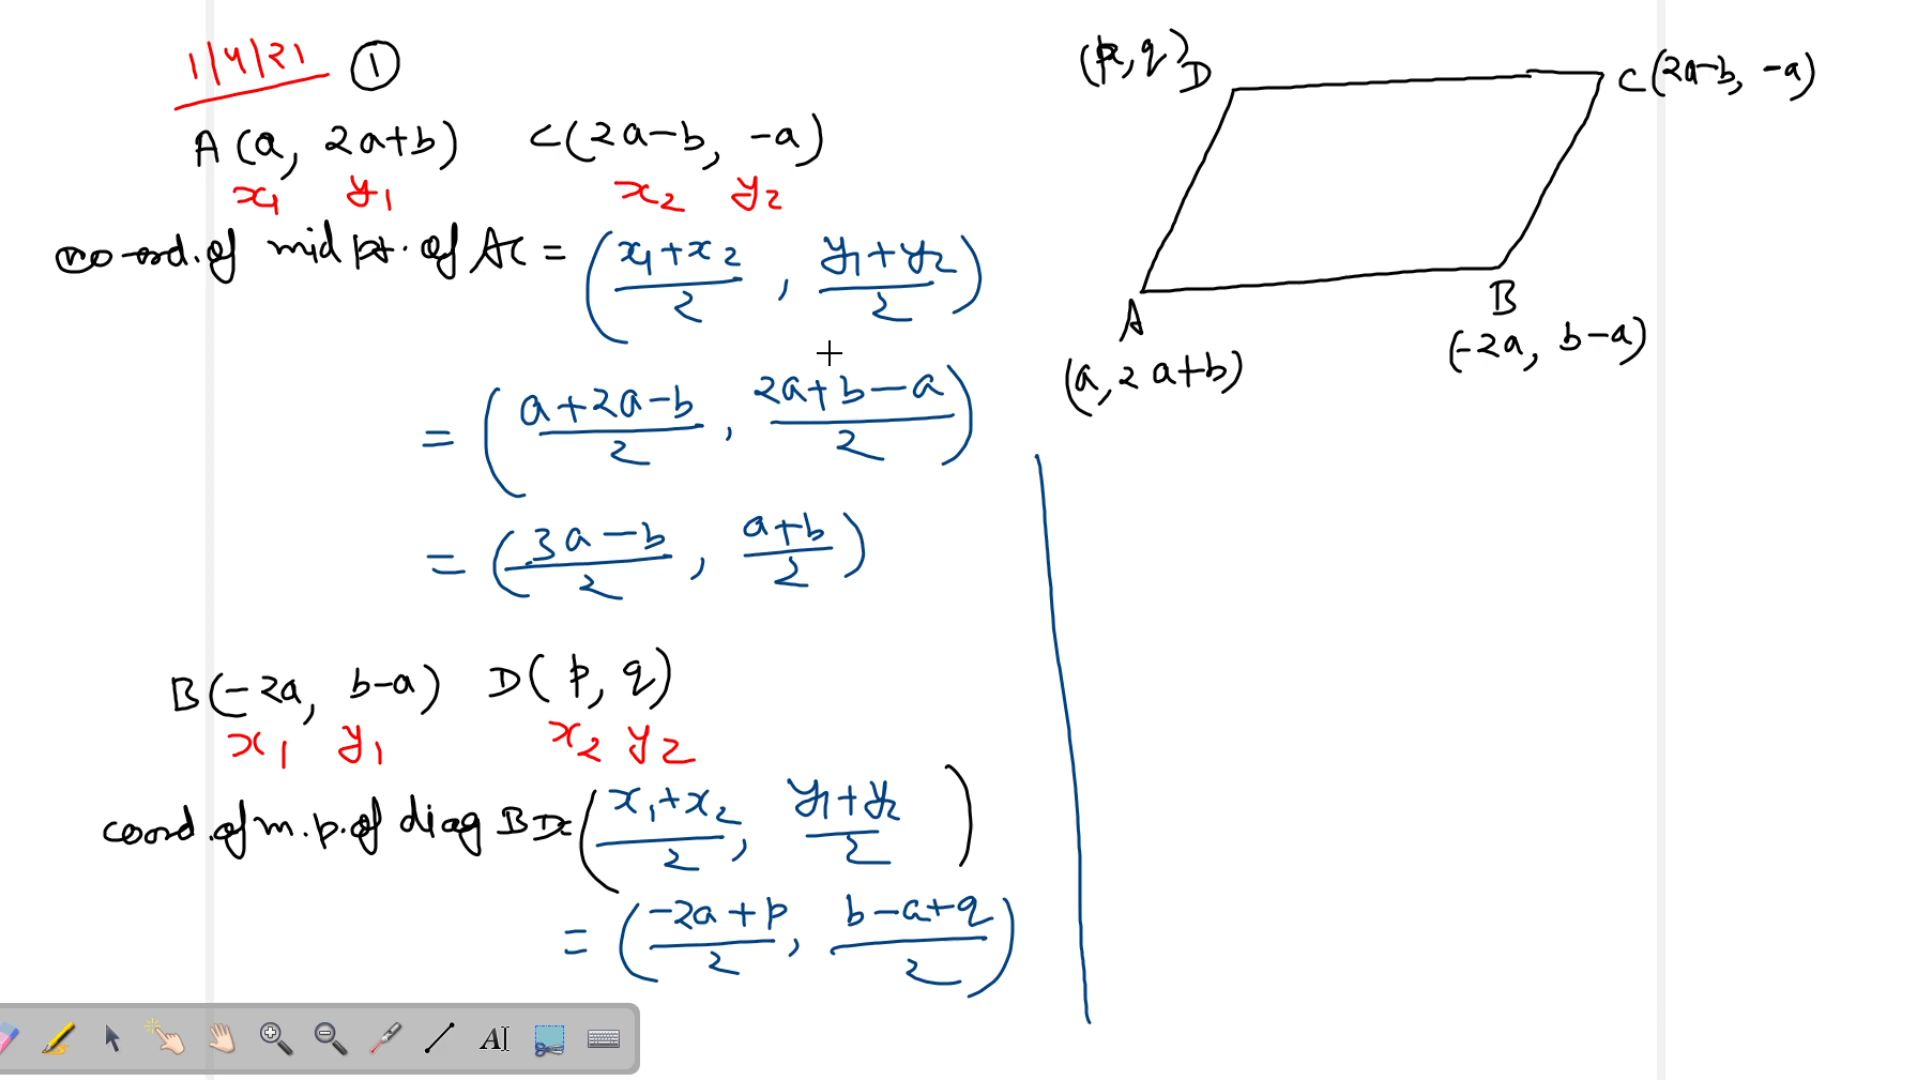 1/4/21 ①
A (a, 2a+b) C(2a-b, -a)
x1 y1 x2 y2
co-ord. of mid pt. of AC = (x1+x2/2, y1+y2/2)
= (a+2a-b/2, 2a+b-a/2)
= (3a-b/2, a+b/2)
B(-2a, b-a) D(p, q)
x1 y1 x2 y2
coord. of m.p. of diag BD= (x1+x2/2, y1+y2/2)
= (-2a+p/2, b-a+q/2)
(p, q) D
C(2a-b, -a)
A
(a, 2a+b)
B
(-2a, b-a)
AI